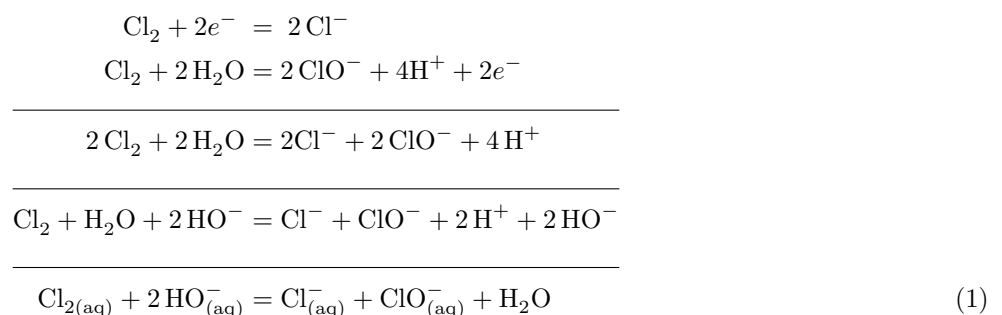 Cl₂ + 2e⁻ = 2 Cl⁻
Cl₂ + 2 H₂O = 2 ClO⁻ + 4H⁺ + 2e⁻
2 Cl₂ + 2 H₂O = 2Cl⁻ + 2 ClO⁻ + 4 H⁺
Cl₂ + H₂O + 2 HO⁻ = Cl⁻ + ClO⁻ + 2 H⁺ + 2 HO⁻
Cl₂₍aq₎ + 2 HO⁻₍aq₎ = Cl⁻₍aq₎ + ClO⁻₍aq₎ + H₂O (1)